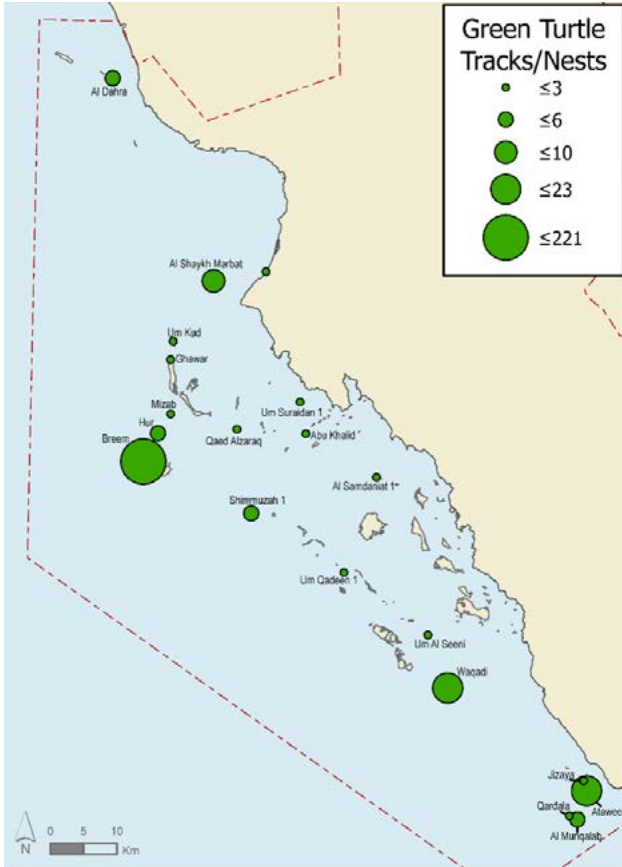 Green Turtle
Tracks/Nests
≤3
≤6
≤10
≤23
≤221
Al Dahra
Al Shaykh Marbat
Um Kud
Ghawar
Mizab
Um Suraidan 1
Hur
Qaed Alzaraq
Abu Khalid
Breem
Al Samdaniat 1
Shimmuzah 1
Um Qadeen 1
Um Al Seeni
Waqadi
Jizaya
Qardala
Al Munqalab
N
0 5 10
Km